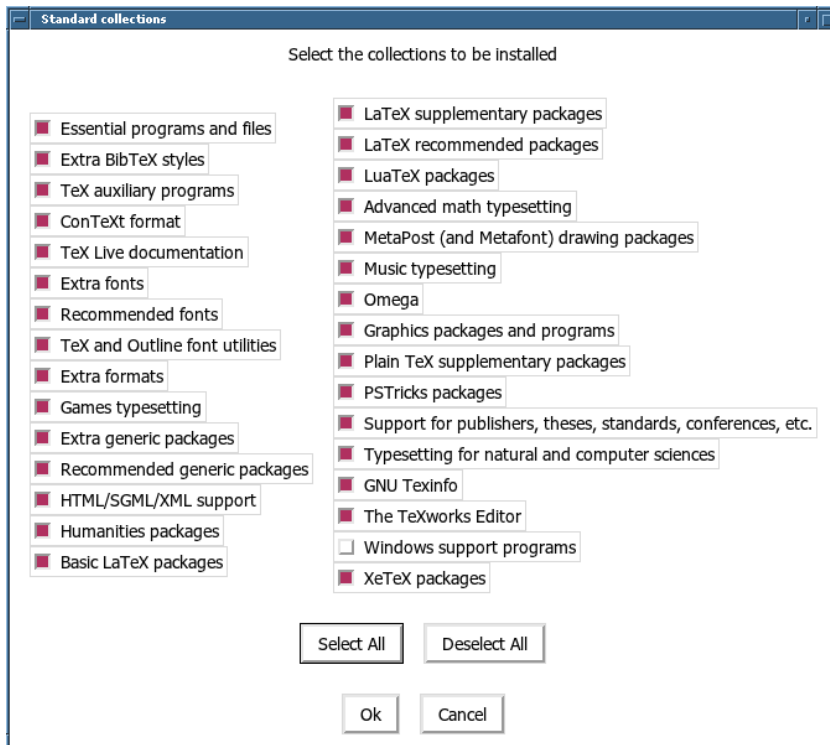 Standard collections
Select the collections to be installed
Essential programs and files
Extra BibTeX styles
TeX auxiliary programs
ConTeXt format
TeX Live documentation
Extra fonts
Recommended fonts
TeX and Outline font utilities
Extra formats
Games typesetting
Extra generic packages
Recommended generic packages
HTML/SGML/XML support
Humanities packages
Basic LaTeX packages
LaTeX supplementary packages
LaTeX recommended packages
LuaTeX packages
Advanced math typesetting
MetaPost (and Metafont) drawing packages
Music typesetting
Omega
Graphics packages and programs
Plain TeX supplementary packages
PSTricks packages
Support for publishers, theses, standards, conferences, etc.
Typesetting for natural and computer sciences
GNU Texinfo
The TeXworks Editor
Windows support programs
XeTeX packages
Select All
Deselect All
Ok
Cancel